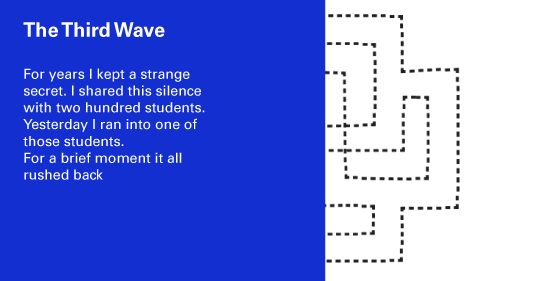 The Third Wave
For years I kept a strange
secret. I shared this silence
with two hundred students.
Yesterday I ran into one of
those students.
For a brief moment it all
rushed back